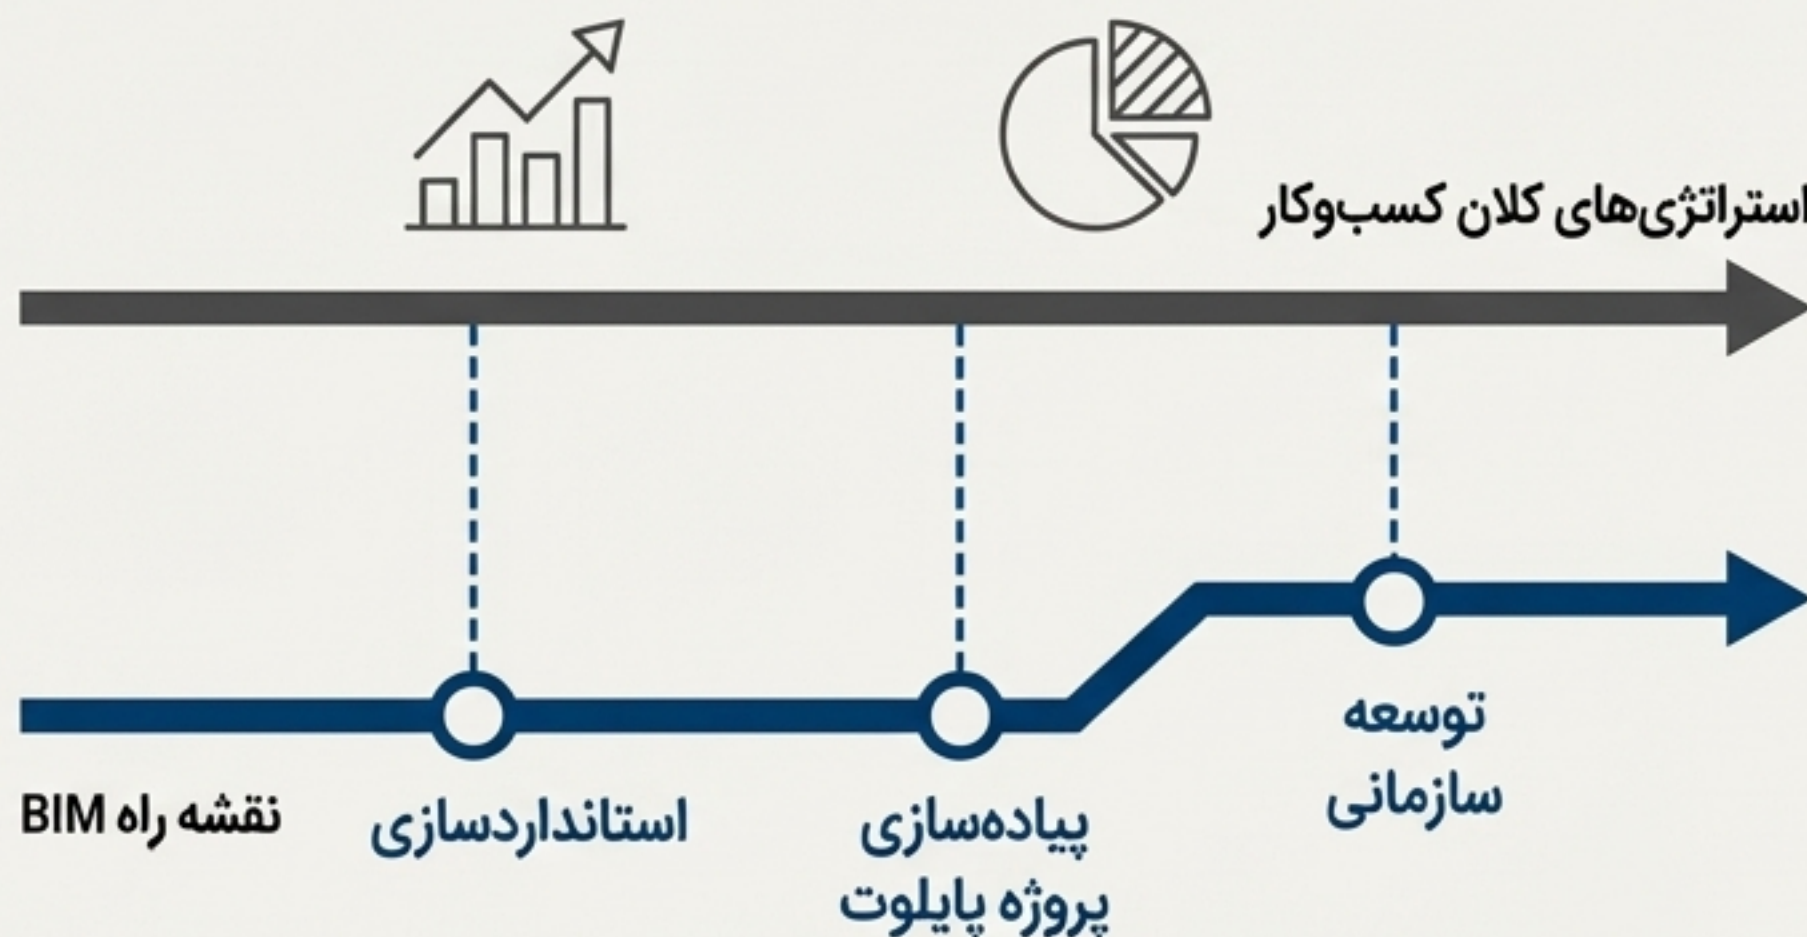 استراتژی‌های کلان کسب‌وکار
توسعه
سازمانی
نقشه راه BIM
استانداردسازی
پیاده‌سازی
پروژه پایلوت